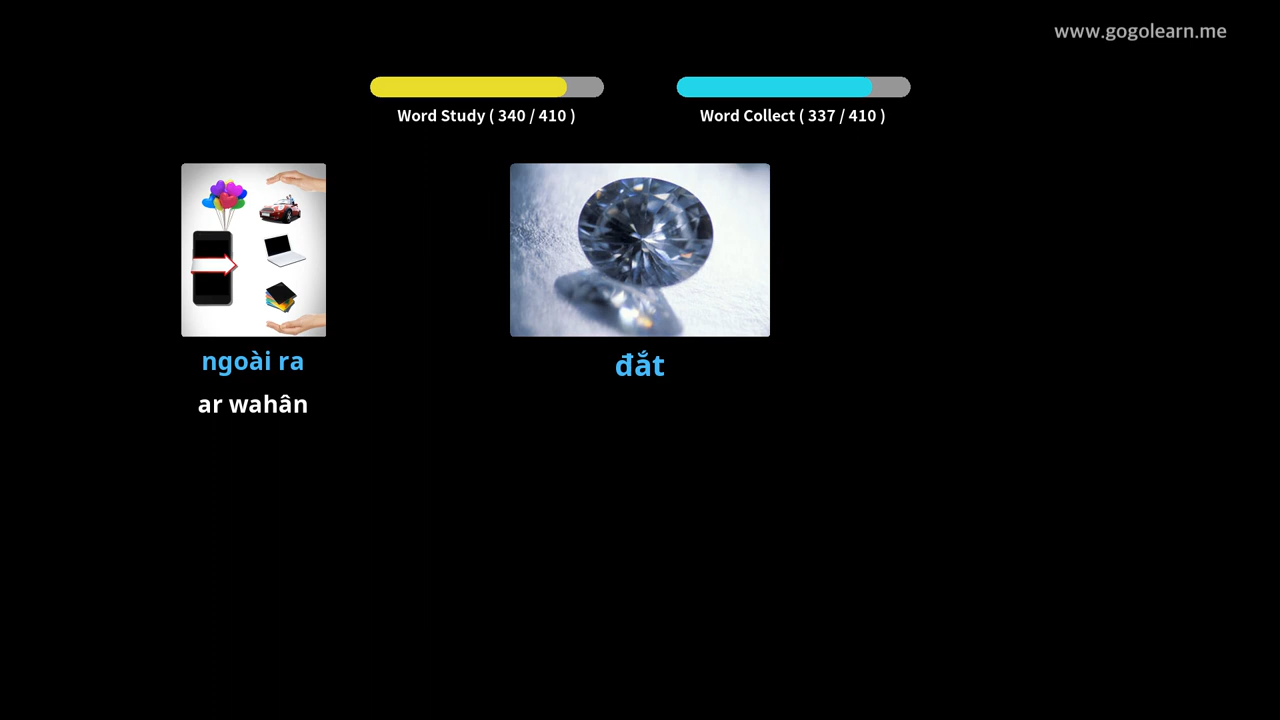 www.gogolearn.me
Word Study ( 340 / 410 )
Word Collect ( 337 / 410 )
ngoài ra
ar wahân
đắt